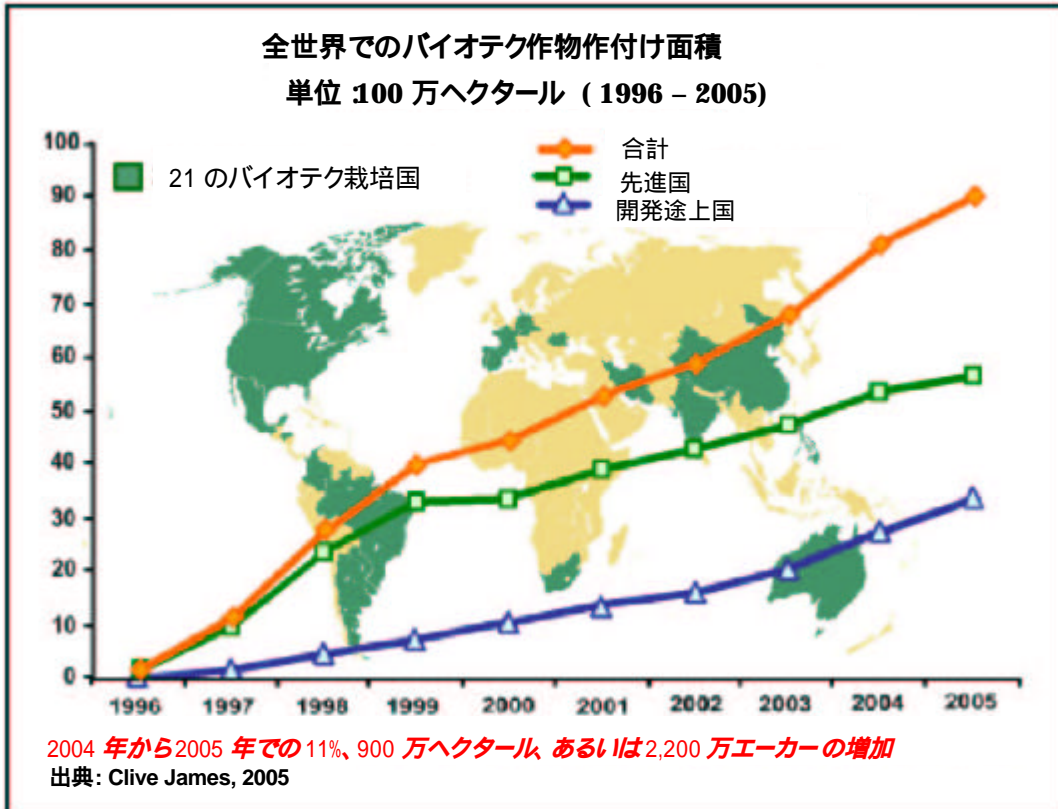 全世界でのバイオテク作物作付け面積
単位:100 万ヘクタール ( 1996 – 2005)
100
90
80
70
60
50
40
30
20
10
0
21 のバイオテク栽培国
合計
先進国
開発途上国
1996 1997 1998 1999 2000 2001 2002 2003 2004 2005
2004 年から2005 年での 11%、900 万ヘクタール、あるいは 2,200 万エーカーの増加
出典: Clive James, 2005